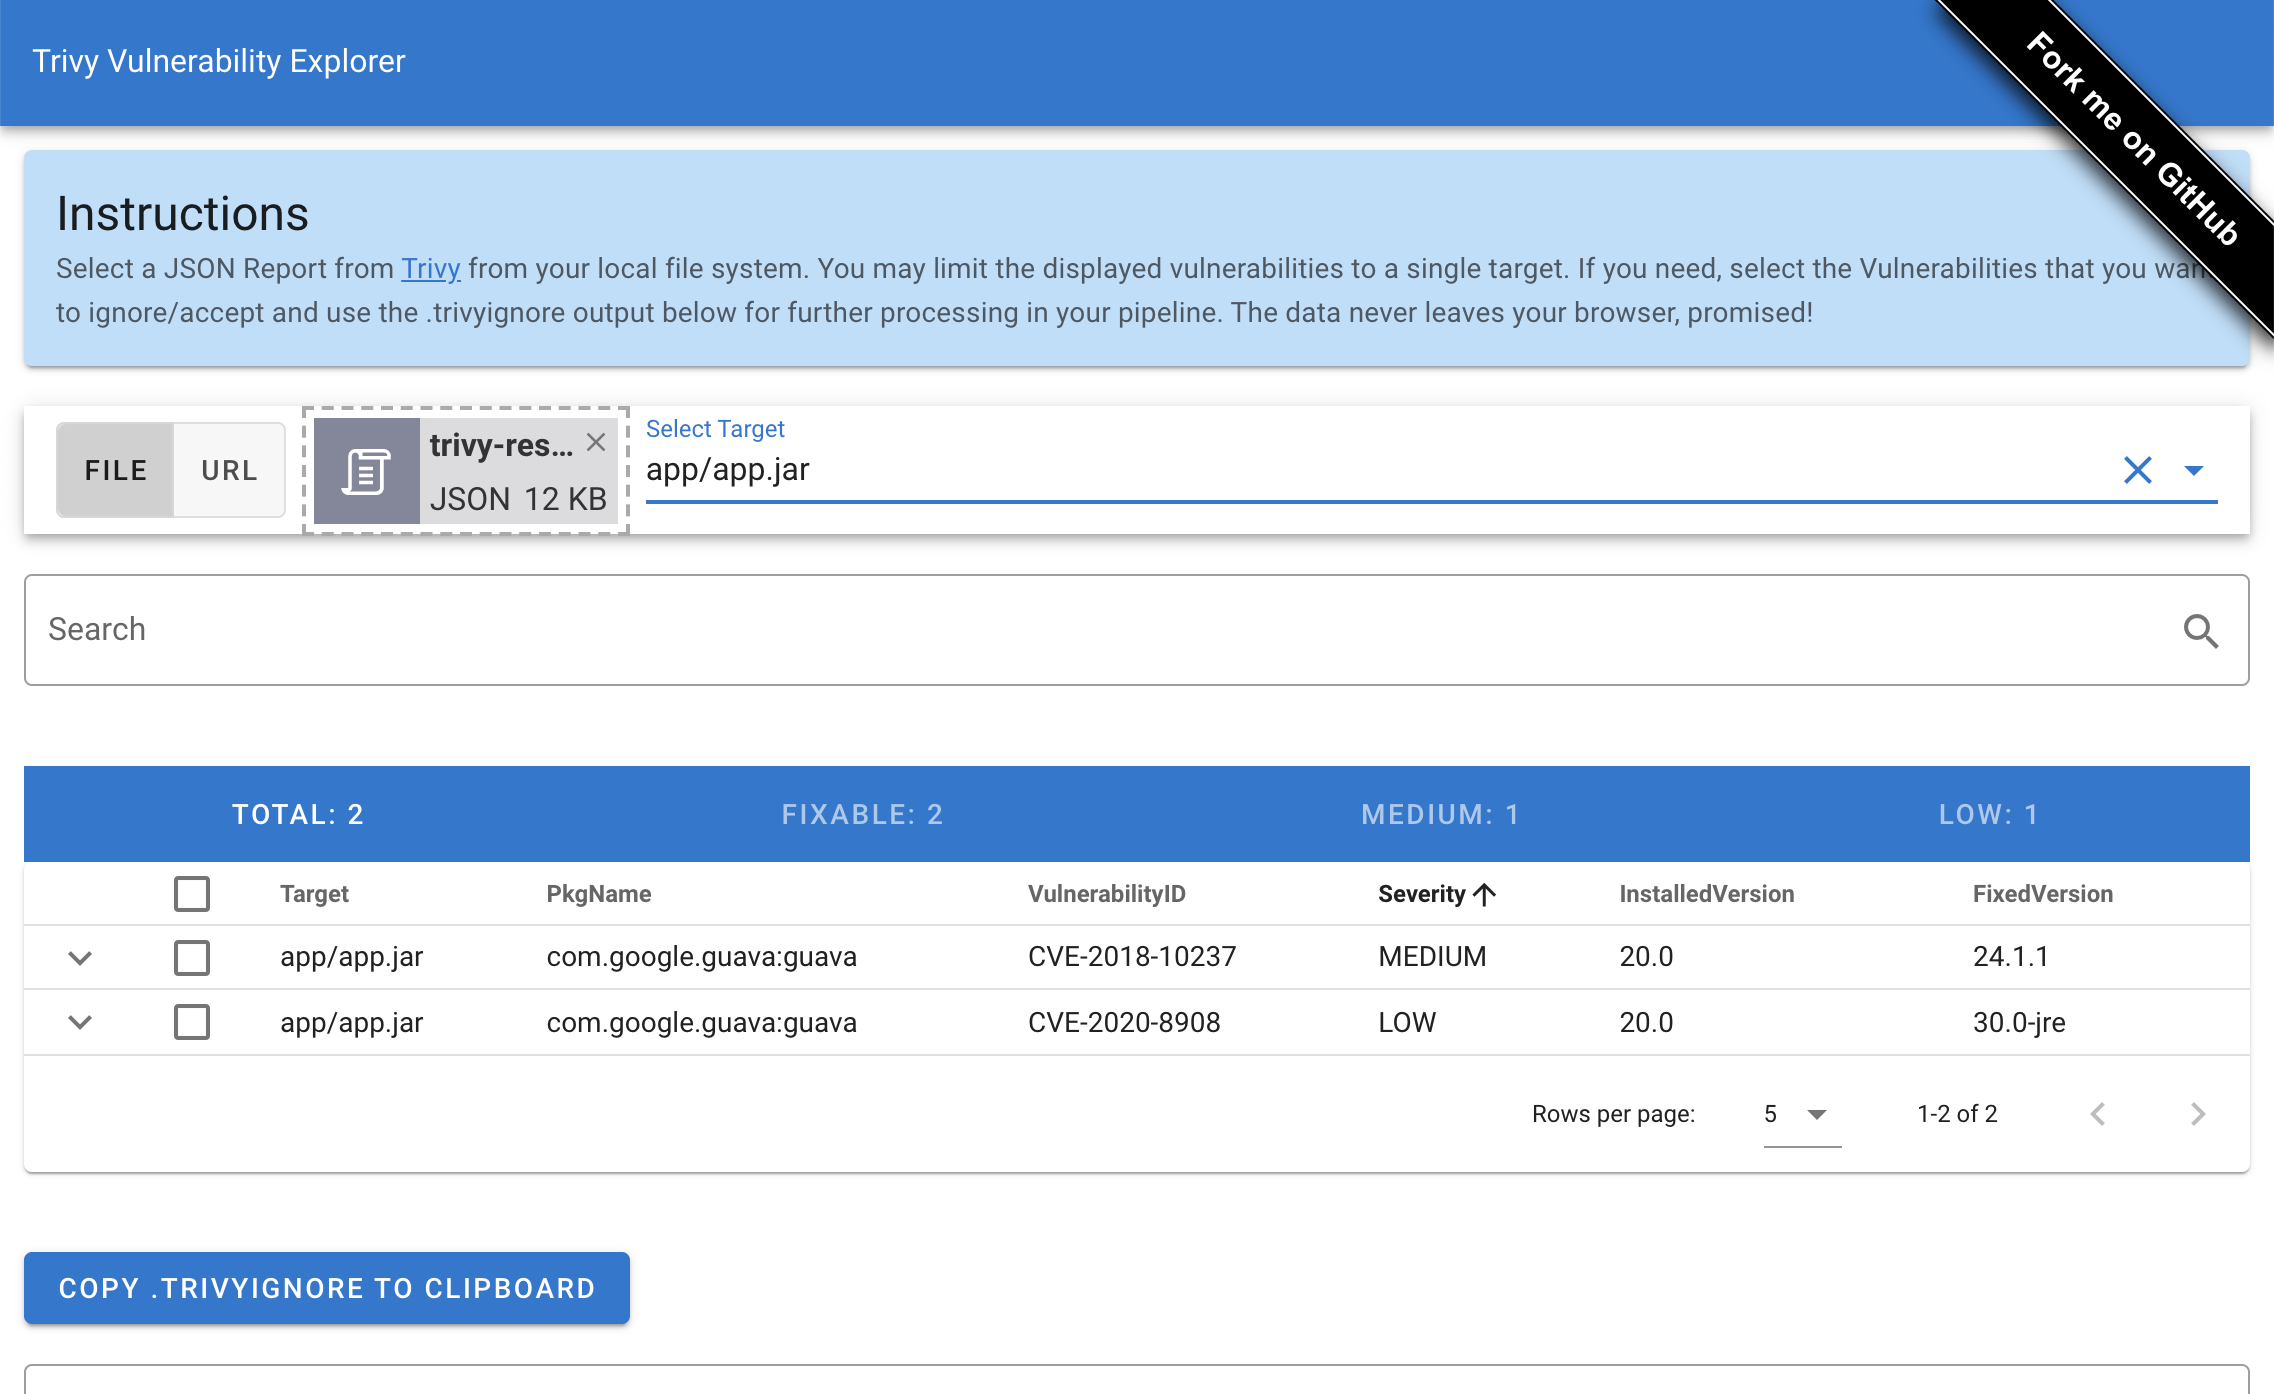 Trivy Vulnerability Explorer
Fork me on GitHub
Instructions
Select a JSON Report from Trivy from your local file system. You may limit the displayed vulnerabilities to a single target. If you need, select the Vulnerabilities that you
to ignore/accept and use the .trivyignore output below for further processing in your pipeline. The data never leaves your browser, promised!
FILE URL trivy-res... JSON 12 KB
Select Target
app/app.jar
Search
TOTAL: 2 FIXABLE: 2 MEDIUM: 1 LOW: 1
Target PkgName VulnerabilityID Severity InstalledVersion FixedVersion
app/app.jar com.google.guava:guava CVE-2018-10237 MEDIUM 20.0 24.1.1
app/app.jar com.google.guava:guava CVE-2020-8908 LOW 20.0 30.0-jre
Rows per page: 5 1-2 of 2
COPY .TRIVYIGNORE TO CLIPBOARD